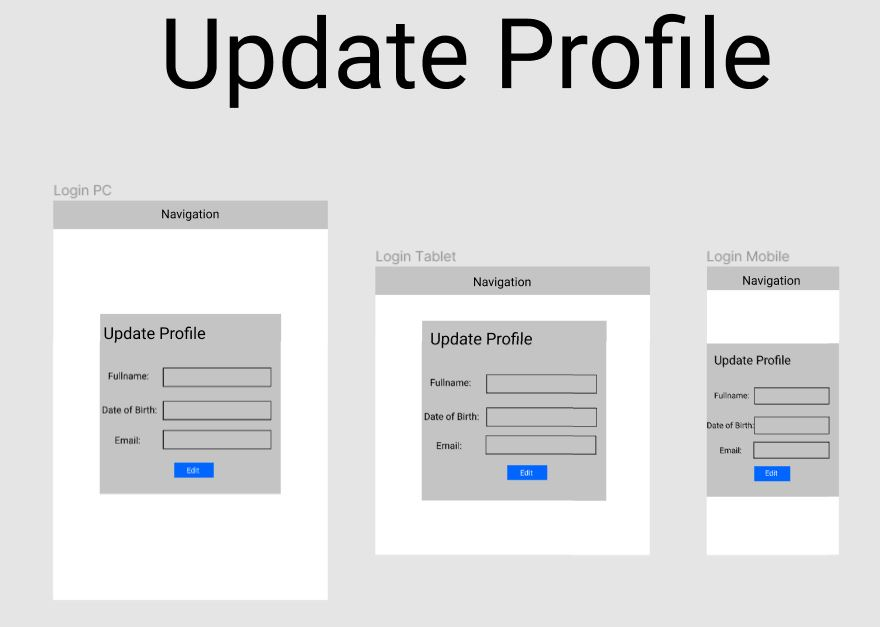 Update Profile
Login PC
Navigation
Update Profile
Fullname:
Date of Birth:
Email:
Edit
Login Tablet
Navigation
Update Profile
Fullname:
Date of Birth:
Email:
Edit
Login Mobile
Navigation
Update Profile
Fullname:
Date of Birth:
Email:
Edit